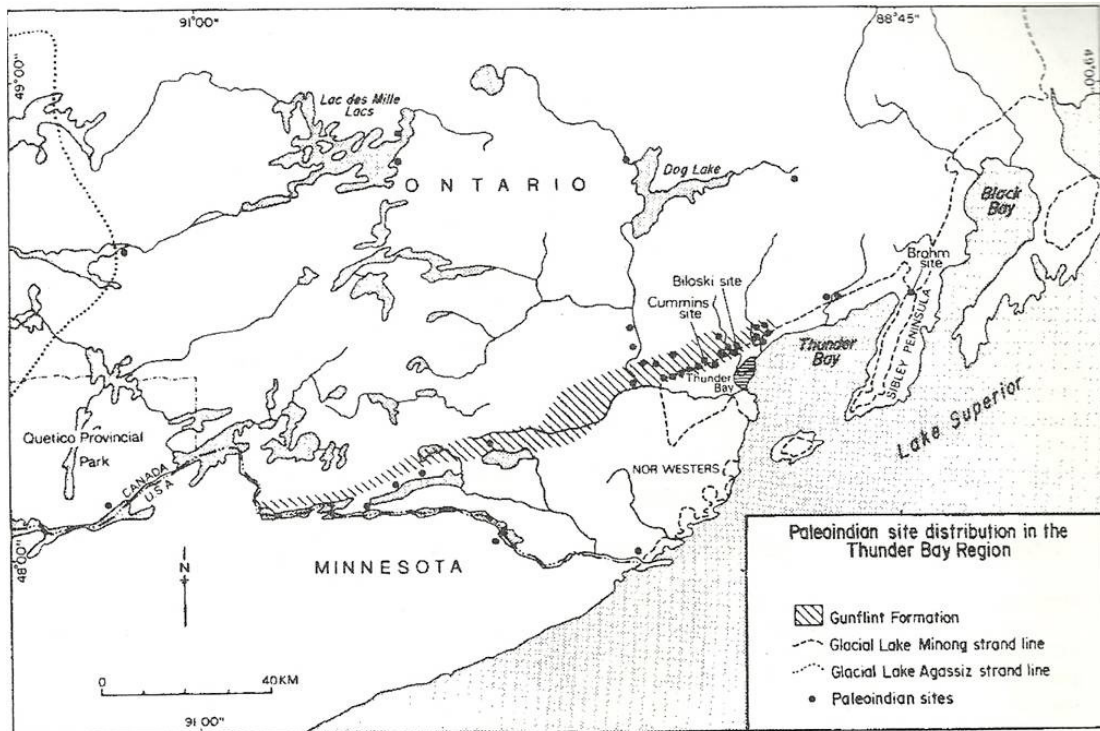 91°00"
88°45"
49°00"
49°00"
Lac des Mille
Lacs
ONTARIO
Dog Lake
Black
Bay
Brohm
site
Biloski site
Cummins
site
Thunder
Bay
Thunder
Bay
SIBLEY PENINSULA
Lake Superior
Quetico Provincial
Park
CANADA
U.S.A
NOR WESTERS
48°00"
MINNESOTA
N
0 40 KM
91°00"
Paleoindian site distribution in the
Thunder Bay Region
Gunflint Formation
Glacial Lake Minong strand line
Glacial Lake Agassiz strand line
Paleoindian sites